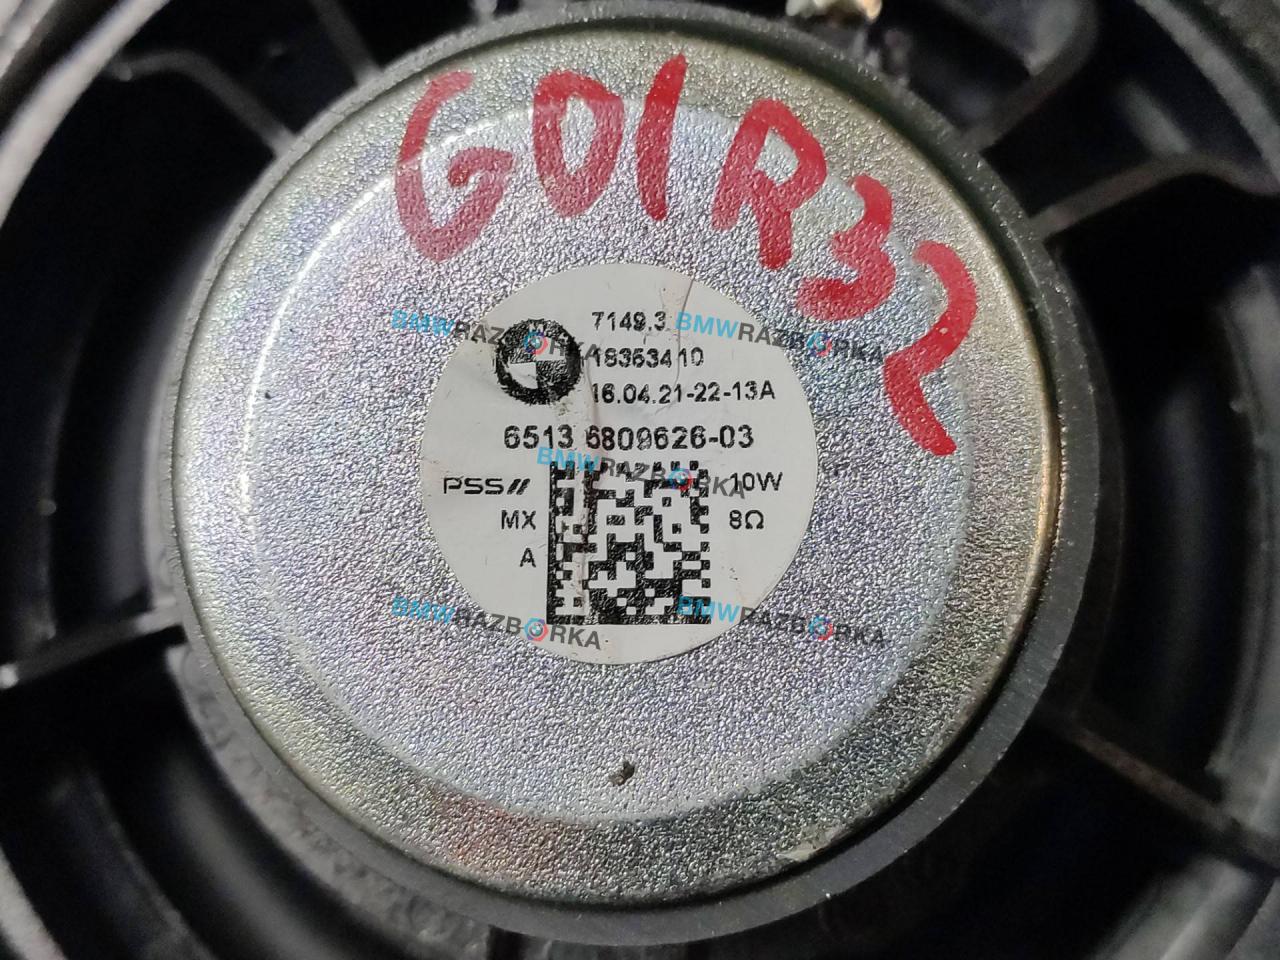 G01R32
7149.3
18363410
16.04.21-22-13A
6513 6809626-03
PSS//
10W
MX
8Ω
A
BMWRAZBORKA
BMWRAZBORKA
BMWRAZBORKA
BMWRAZBORKA
BMWRAZBORKA